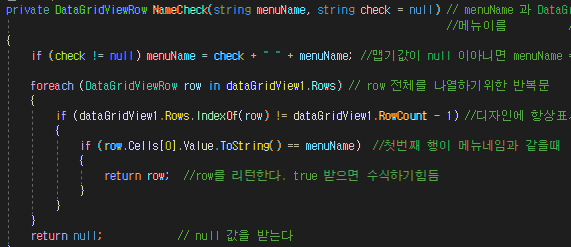 private DataGridViewRow NameCheck(string menuName, string check = null) // menuName 과 DataG
//메뉴이름
{
if (check != null) menuName = check + " " + menuName; //맵기값이 null 이아니면 menuName =
foreach (DataGridViewRow row in dataGridView1.Rows) // row 전체를 나열하기위한 반복문
{
if (dataGridView1.Rows.IndexOf(row) != dataGridView1.RowCount - 1) //디자인에 항상표시
{
if (row.Cells[0].Value.ToString() == menuName) //첫번째 행이 메뉴네임과 같을때
{
return row; //row를 리턴한다. true 받으면 수식하기힘듬
}
}
}
return null; // null 값을 받는다